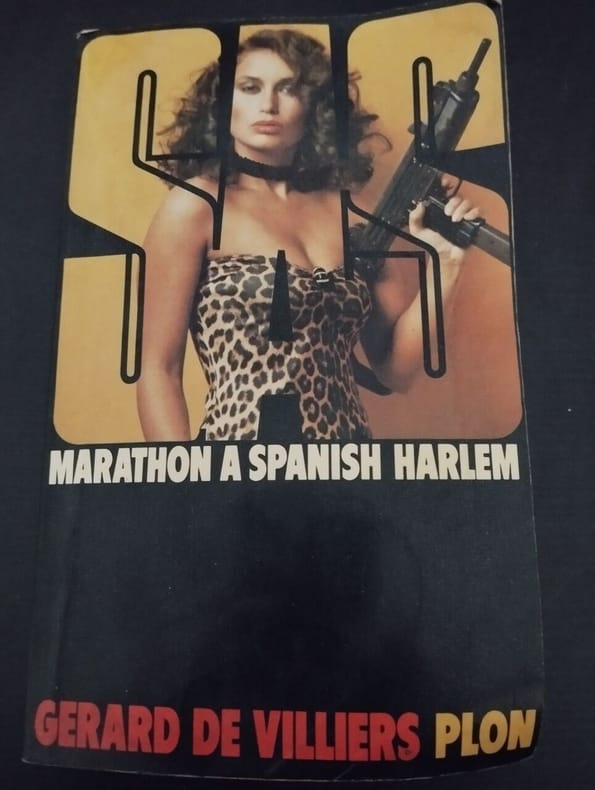 SAS
MARATHON A SPANISH HARLEM
GERARD DE VILLIERS PLON